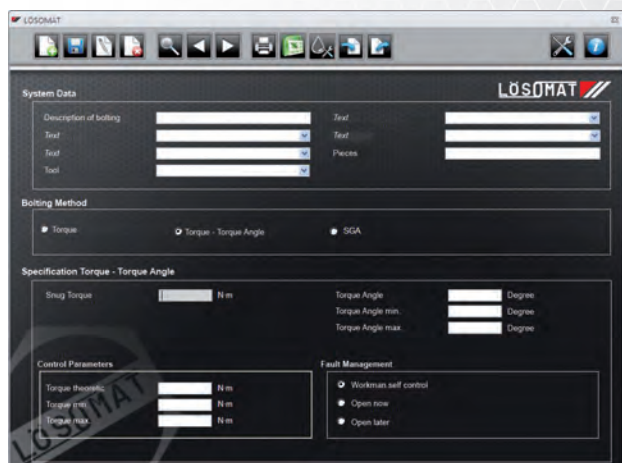 LÖSOMAT
LÖSOMAT
System Data
Description of bolting
Text
Text
Text
Text
Text
Tool
Pieces
Bolting Method
Torque
Torque - Torque Angle
SGA
Specification Torque - Torque Angle
Snug Torque
N·m
Torque Angle
Degree
Torque Angle min.
Degree
Torque Angle max.
Degree
Control Parameters
Torque theoretic
N·m
Torque min.
N·m
Torque max.
N·m
Fault Management
Workman self control
Open now
Open later
LÖSOMAT